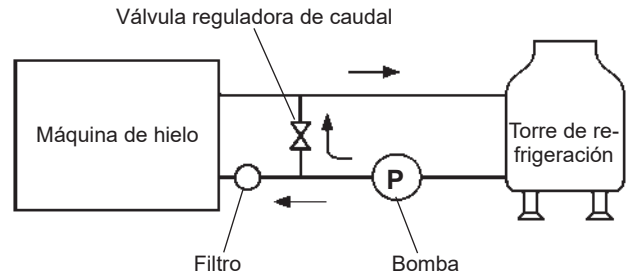 Válvula reguladora de caudal
Máquina de hielo
Torre de re-
frigeración
P
Filtro
Bomba